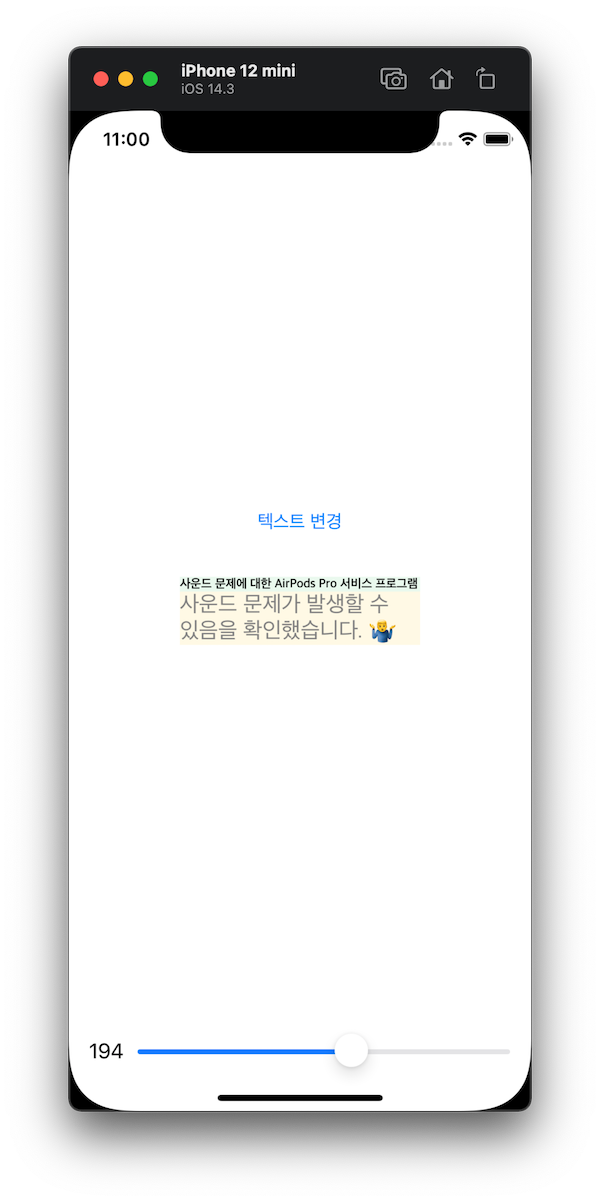 iPhone 12 mini
iOS 14.3
11:00
텍스트 변경
사운드 문제에 대한 AirPods Pro 서비스 프로그램
사운드 문제가 발생할 수
있음을 확인했습니다. 🤷‍♂️
194